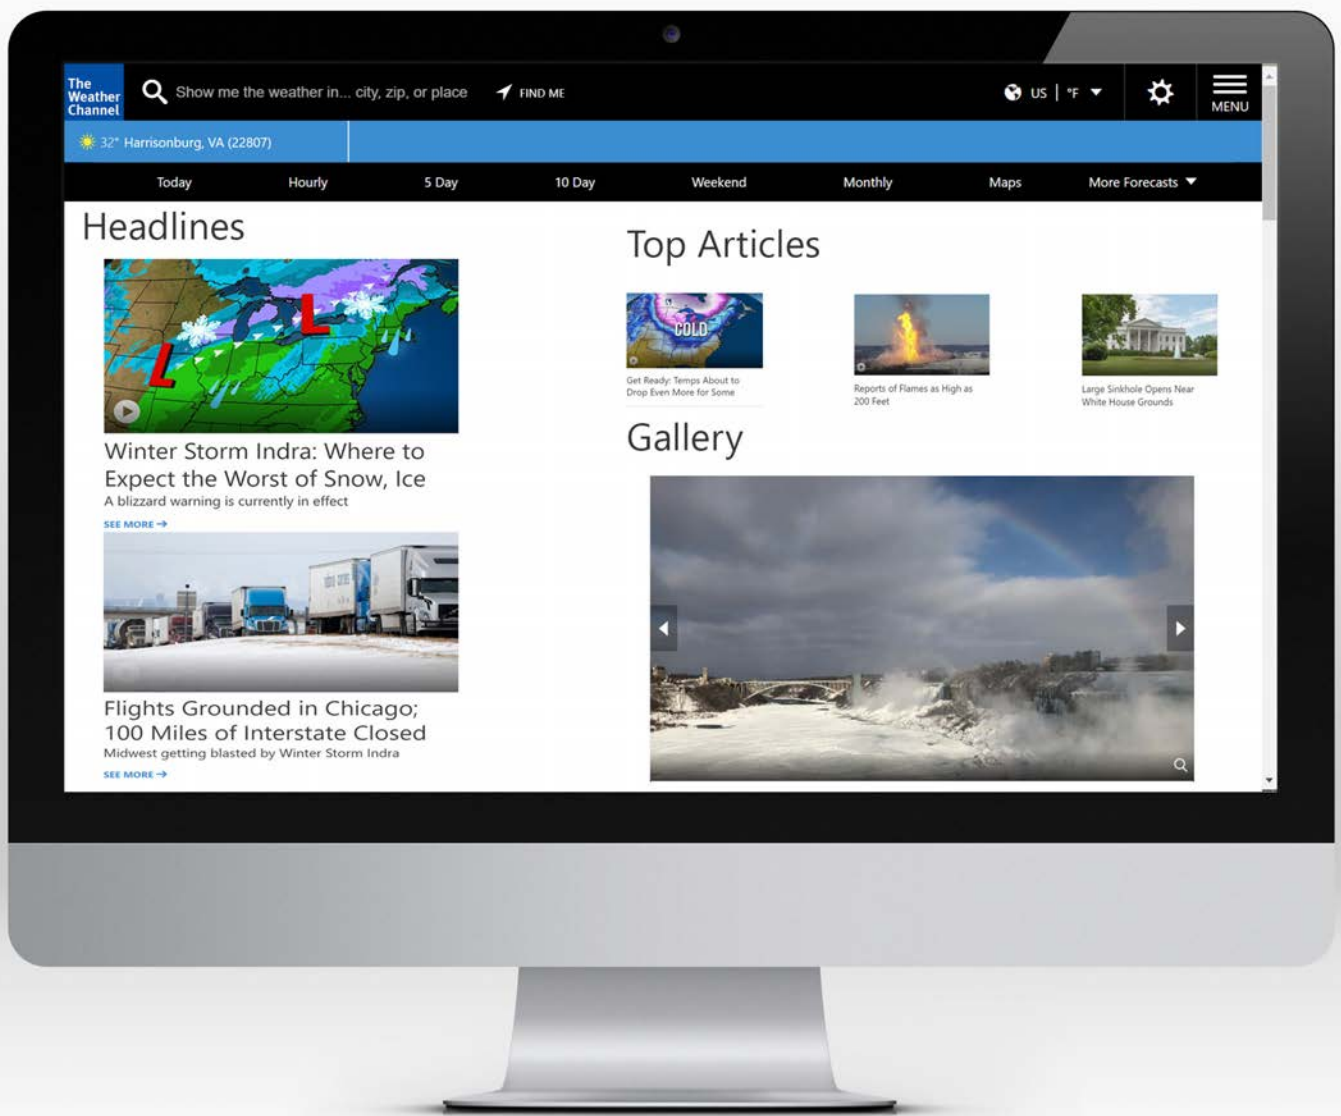 The
Weather
Channel
Show me the weather in... city, zip, or place
FIND ME
US | °F
MENU
32° Harrisonburg, VA (22807)
Today
Hourly
5 Day
10 Day
Weekend
Monthly
Maps
More Forecasts
Headlines
L
L
Winter Storm Indra: Where to
Expect the Worst of Snow, Ice
A blizzard warning is currently in effect
SEE MORE →
Flights Grounded in Chicago;
100 Miles of Interstate Closed
Midwest getting blasted by Winter Storm Indra
SEE MORE →
Top Articles
COLD
Get Ready: Temps About to
Drop Even More for Some
Reports of Flames as High as
200 Feet
Large Sinkhole Opens Near
White House Grounds
Gallery